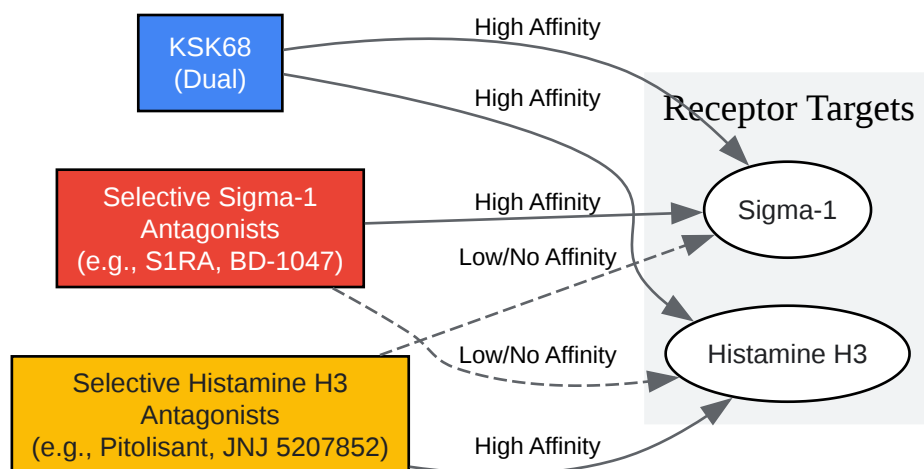 KSK68
(Dual)
High Affinity
High Affinity
Receptor Targets
Selective Sigma-1
Antagonists
(e.g., S1RA, BD-1047)
High Affinity
Sigma-1
Low/No Affinity
Low/No Affinity
Histamine H3
Selective Histamine H3
Antagonists
(e.g., Pitolisant, JNJ 5207852)
High Affinity